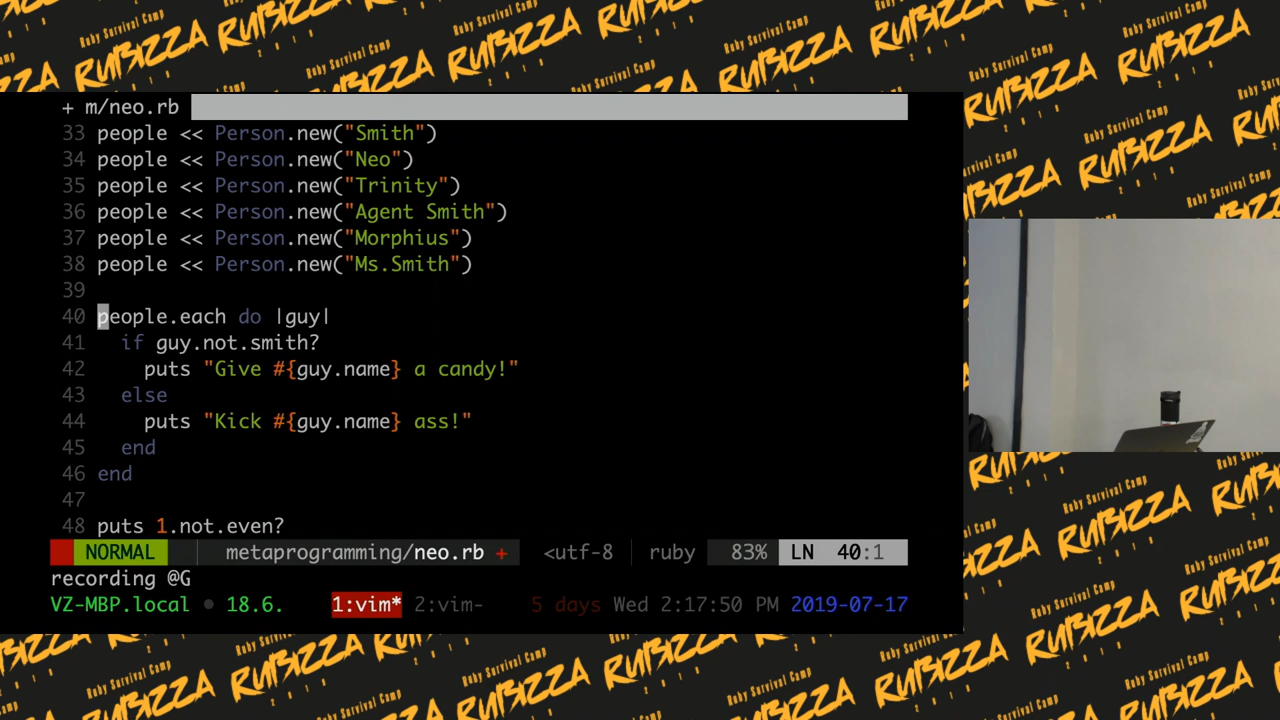 + m/neo.rb
33 people << Person.new("Smith")
34 people << Person.new("Neo")
35 people << Person.new("Trinity")
36 people << Person.new("Agent Smith")
37 people << Person.new("Morphius")
38 people << Person.new("Ms.Smith")
39
40 people.each do |guy|
41   if guy.not.smith?
42     puts "Give #{guy.name} a candy!"
43   else
44     puts "Kick #{guy.name} ass!"
45   end
46 end
47
48 puts 1.not.even?
NORMAL metaprogramming/neo.rb + <utf-8 ruby 83% LN 40:1
recording @G
VZ-MBP.local • 18.6. 1:vim* 2:vim- 5 days Wed 2:17:50 PM 2019-07-17
Ruby Survival Camp
RUBIZZA
2019